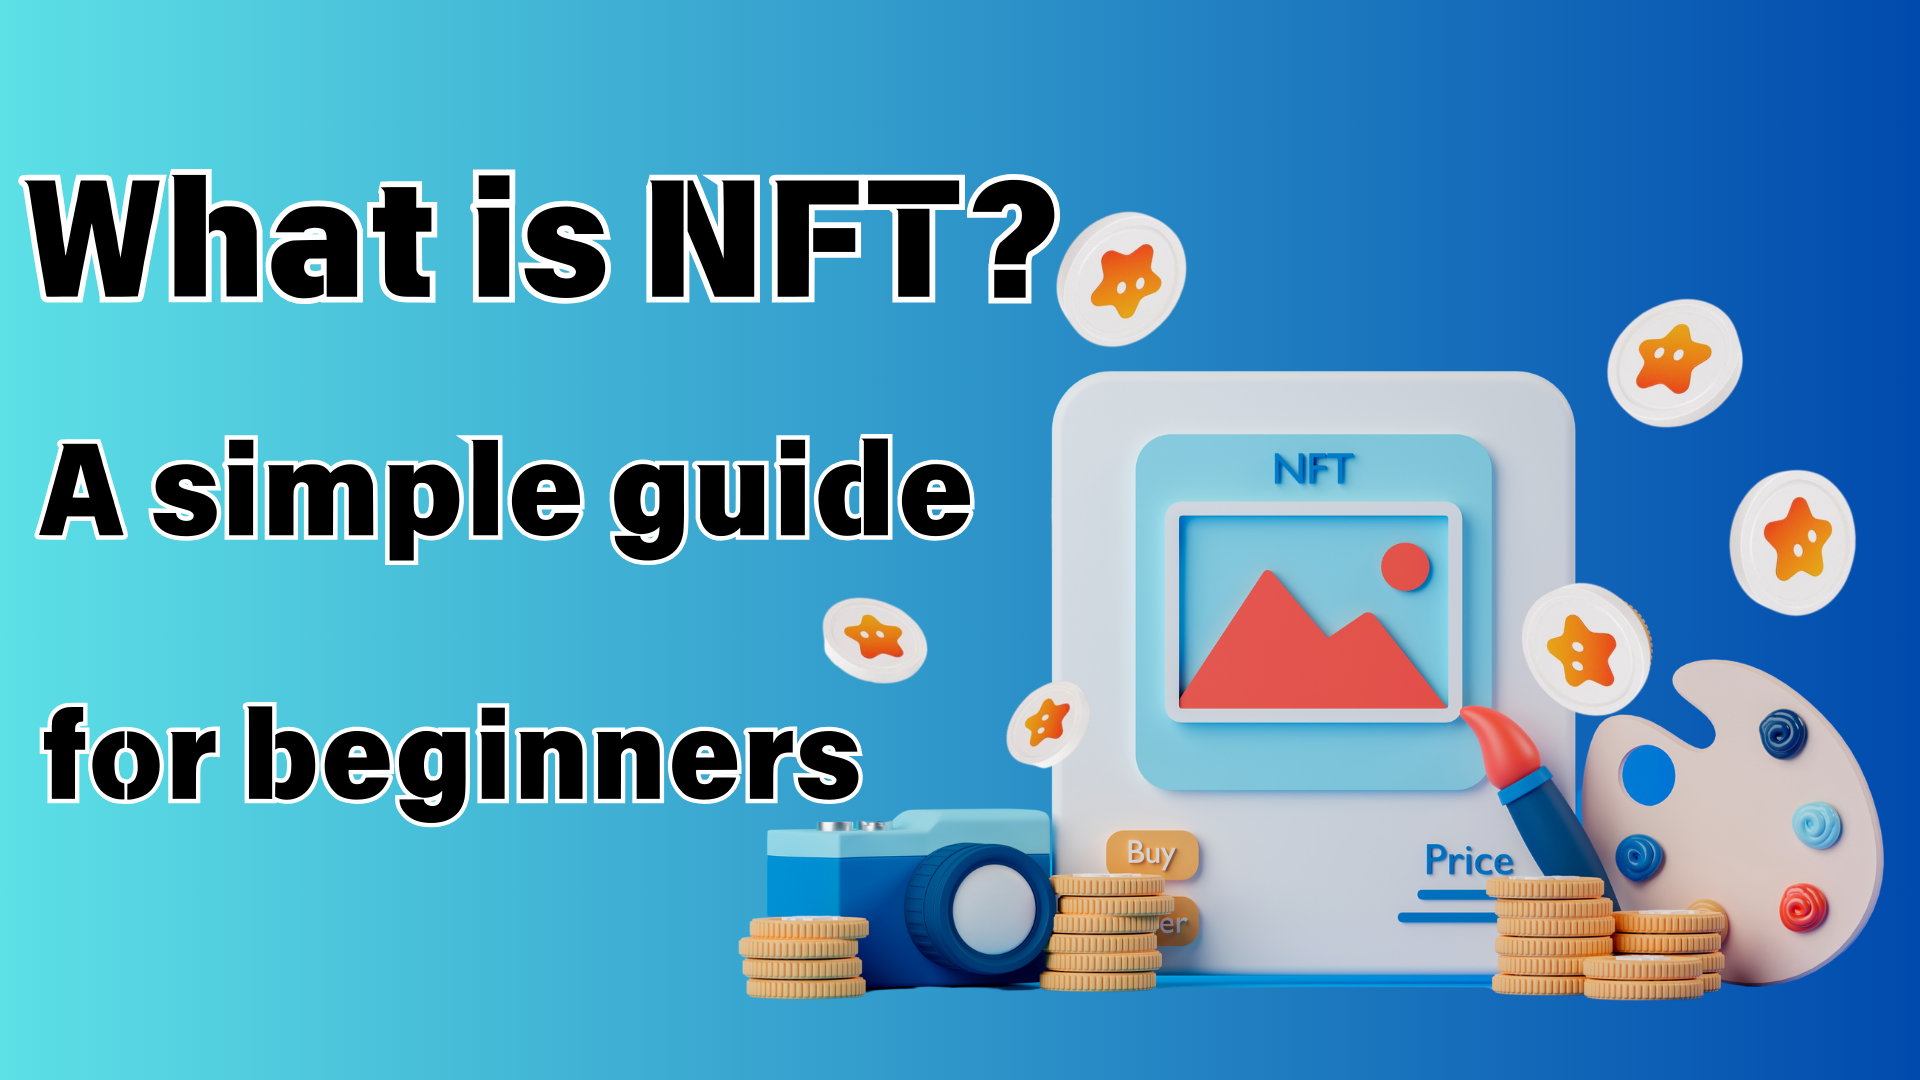 What is NFT?
A simple guide
for beginners
NFT
Buy
Price